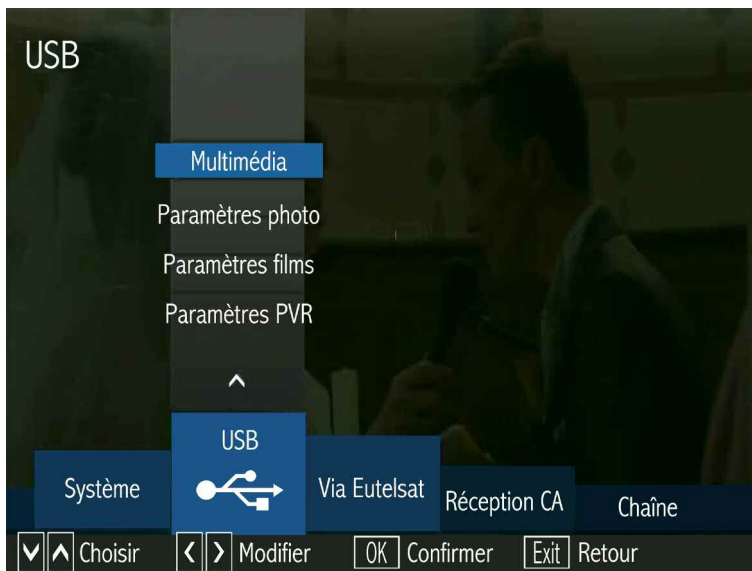 USB
Multimédia
Paramètres photo
Paramètres films
Paramètres PVR
USB
Système
Via Eutelsat
Réception CA
Chaîne
Choisir Modifier OK Confirmer Exit Retour